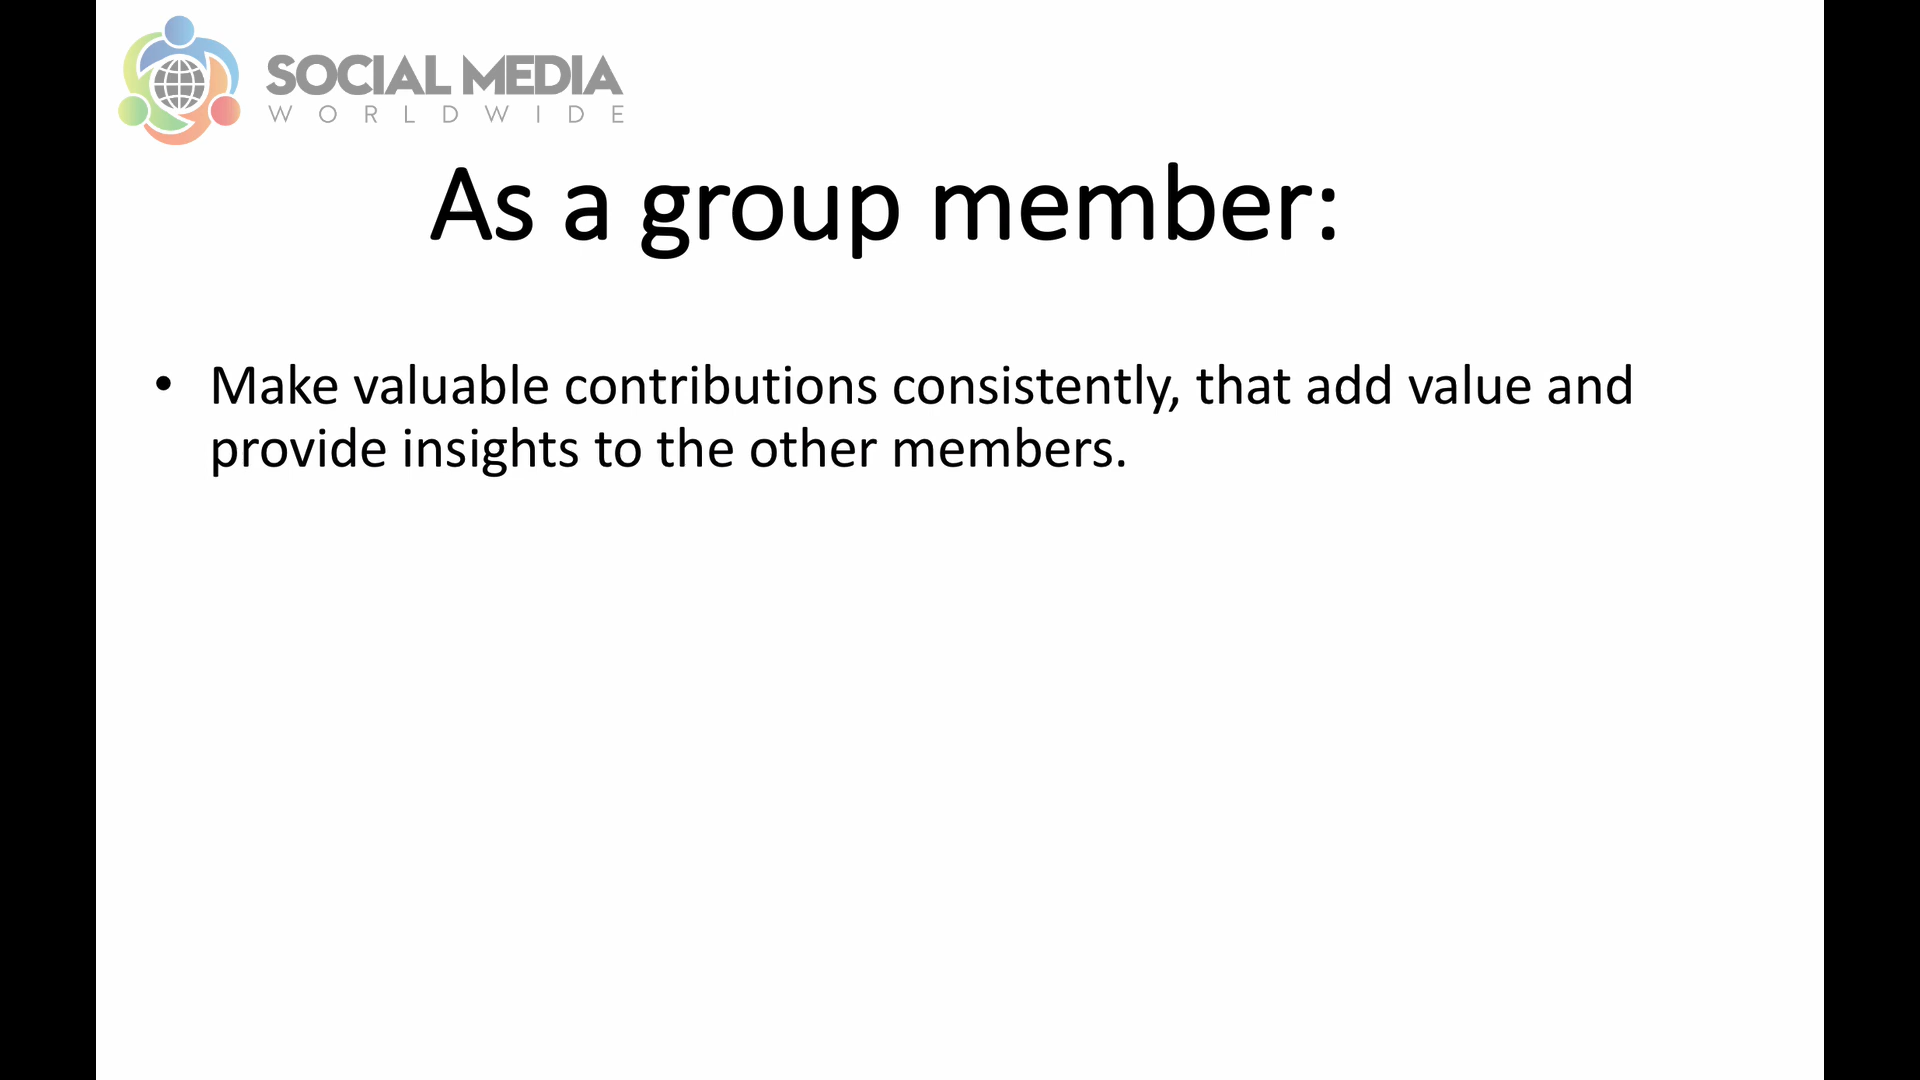 SOCIAL MEDIA
WORLDWIDE
As a group member:
• Make valuable contributions consistently, that add value and
provide insights to the other members.